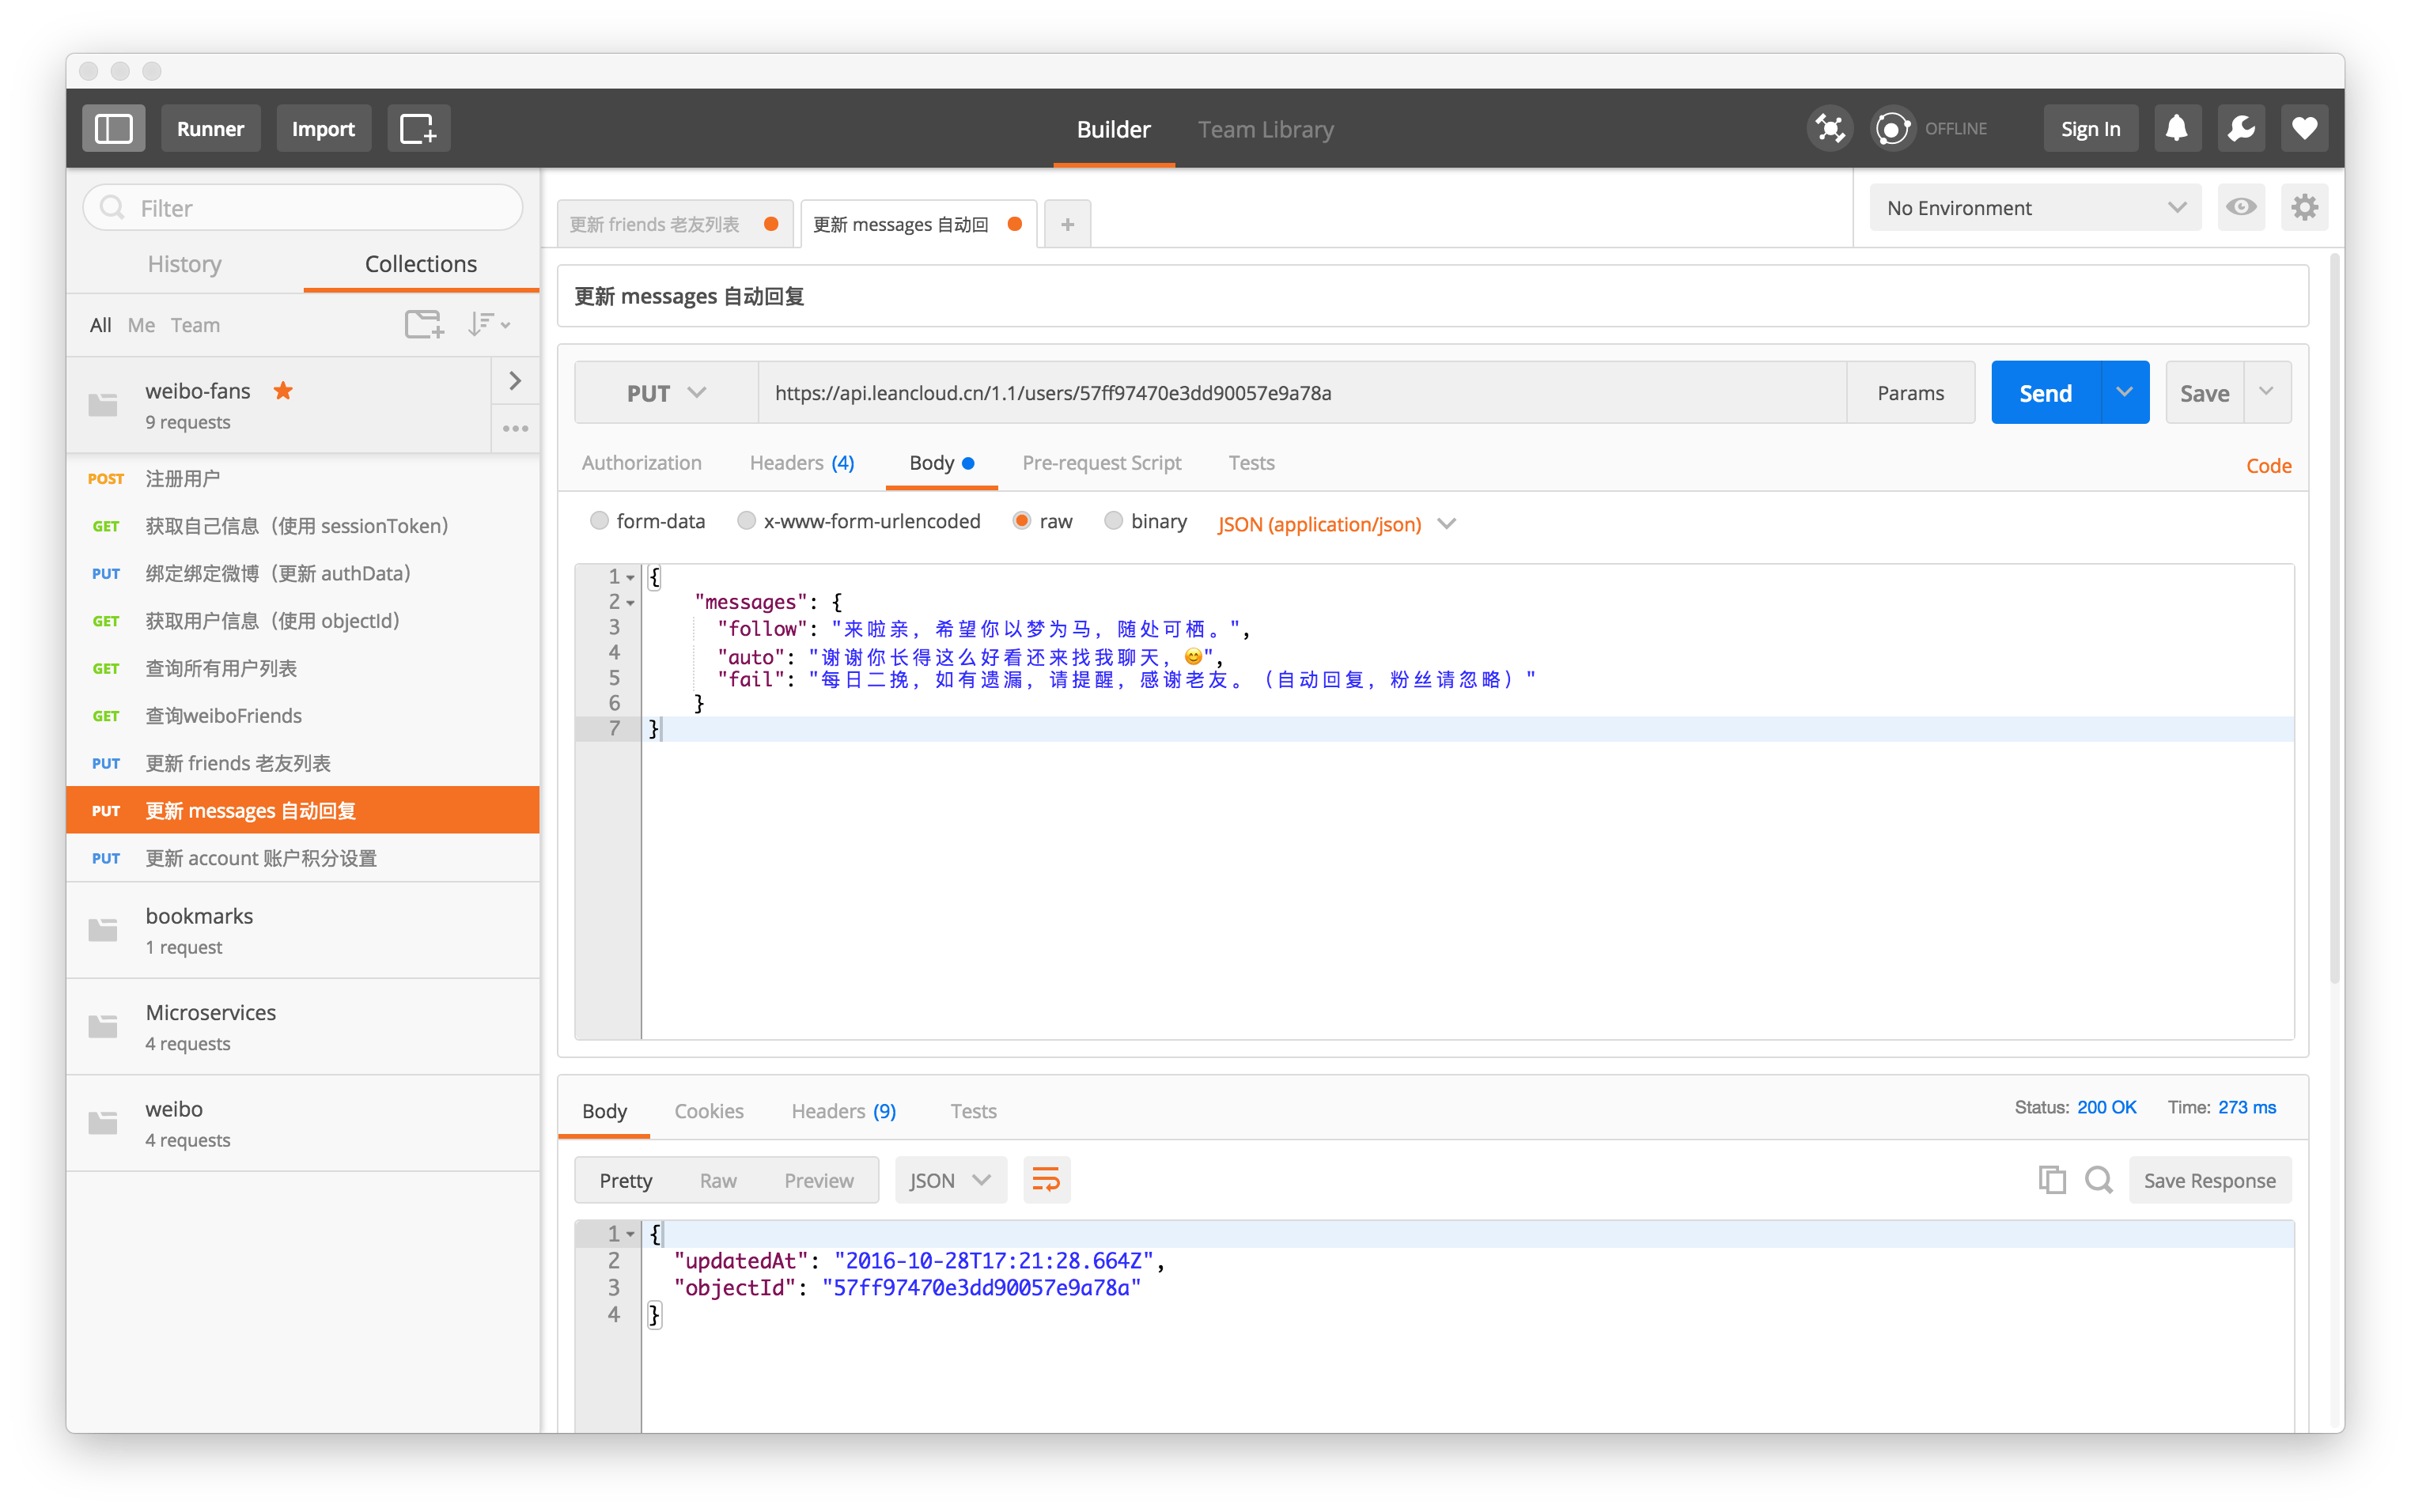 Runner Import Builder Team Library OFFLINE Sign In
Filter
History Collections
All Me Team
weibo-fans
9 requests
POST 注册用户
GET 获取自己信息（使用 sessionToken）
PUT 绑定绑定微博（更新 authData）
GET 获取用户信息（使用 objectId）
GET 查询所有用户列表
GET 查询weiboFriends
PUT 更新 friends 老友列表
PUT 更新 messages 自动回复
PUT 更新 account 账户积分设置
bookmarks
1 request
Microservices
4 requests
weibo
4 requests
更新 friends 老友列表 更新 messages 自动回 +
No Environment
更新 messages 自动回复
PUT https://api.leancloud.cn/1.1/users/57ff97470e3dd90057e9a78a Params Send Save
Authorization Headers (4) Body Pre-request Script Tests Code
form-data x-www-form-urlencoded raw binary JSON (application/json)
1 {
2 "messages": {
3 "follow": "来啦亲，希望你以梦为马，随处可栖。",
4 "auto": "谢谢你长得这么好看还来找我聊天，😊",
5 "fail": "每日二挽，如有遗漏，请提醒，感谢老友。（自动回复，粉丝请忽略）"
6 }
7 }
Body Cookies Headers (9) Tests Status: 200 OK Time: 273 ms
Pretty Raw Preview JSON Save Response
1 {
2 "updatedAt": "2016-10-28T17:21:28.664Z",
3 "objectId": "57ff97470e3dd90057e9a78a"
4 }